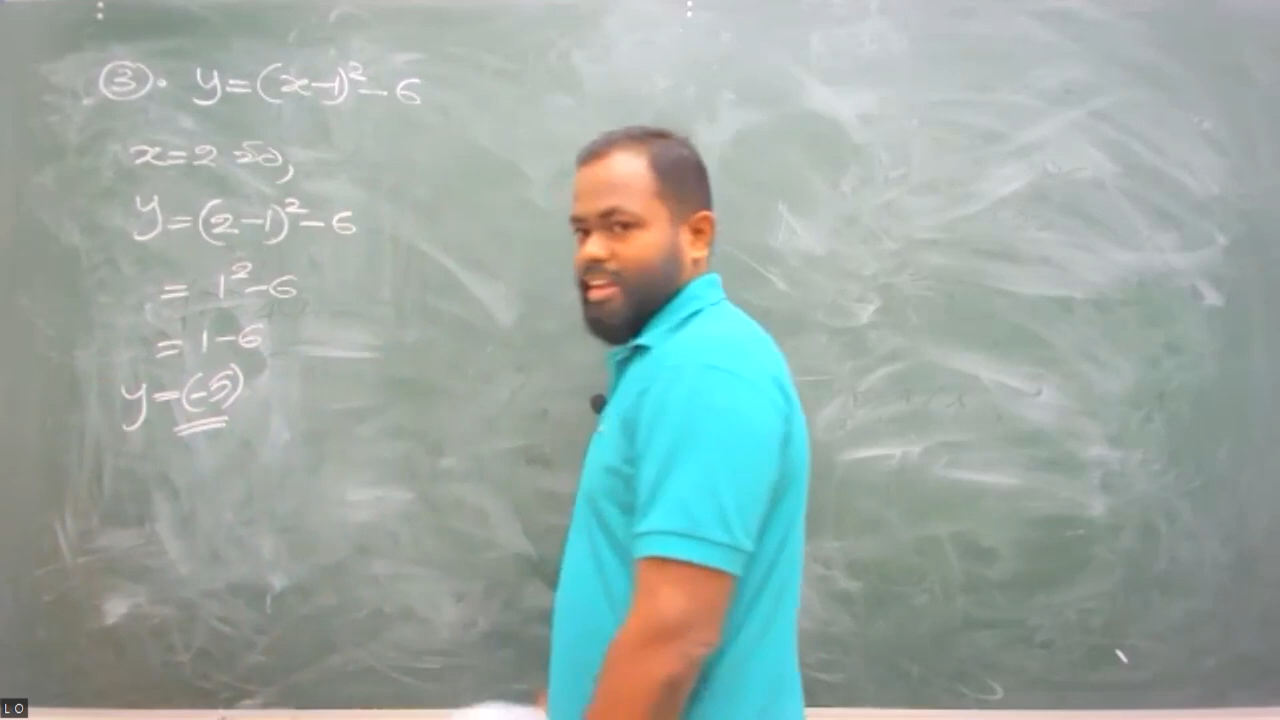 ③. y=(x-1)²-6
x=2 විට,
y=(2-1)²-6
= 1²-6
= 1-6
y=(-5)
LO